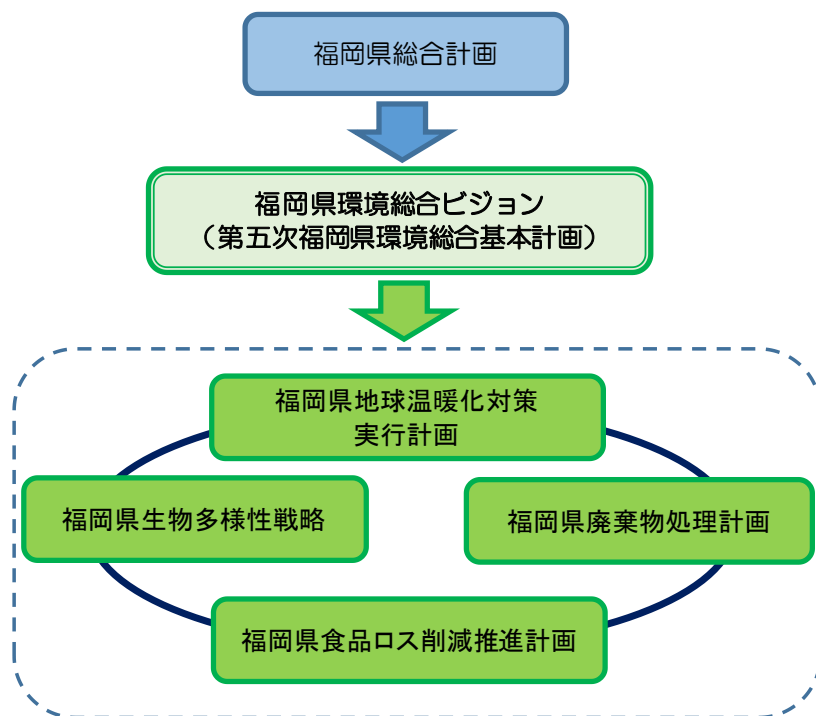 福岡県総合計画
福岡県環境総合ビジョン
（第五次福岡県環境総合基本計画）
福岡県地球温暖化対策
実行計画
福岡県生物多様性戦略
福岡県廃棄物処理計画
福岡県食品ロス削減推進計画